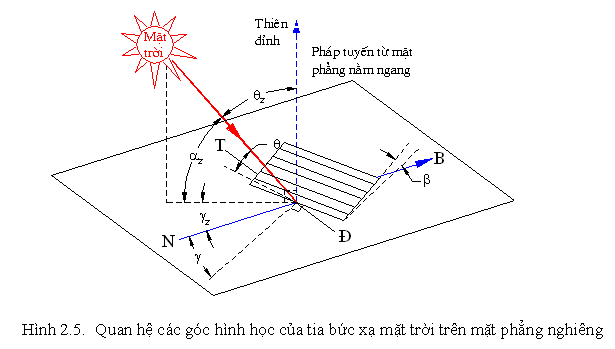 Thiên
đỉnh
Mặt
trời
Pháp tuyến từ mặt
phẳng nằm ngang
θz
T
θ
αz
B
β
γz
N
γ
Đ
Hình 2.5. Quan hệ các góc hình học của tia bức xạ mặt trời trên mặt phẳng nghiêng